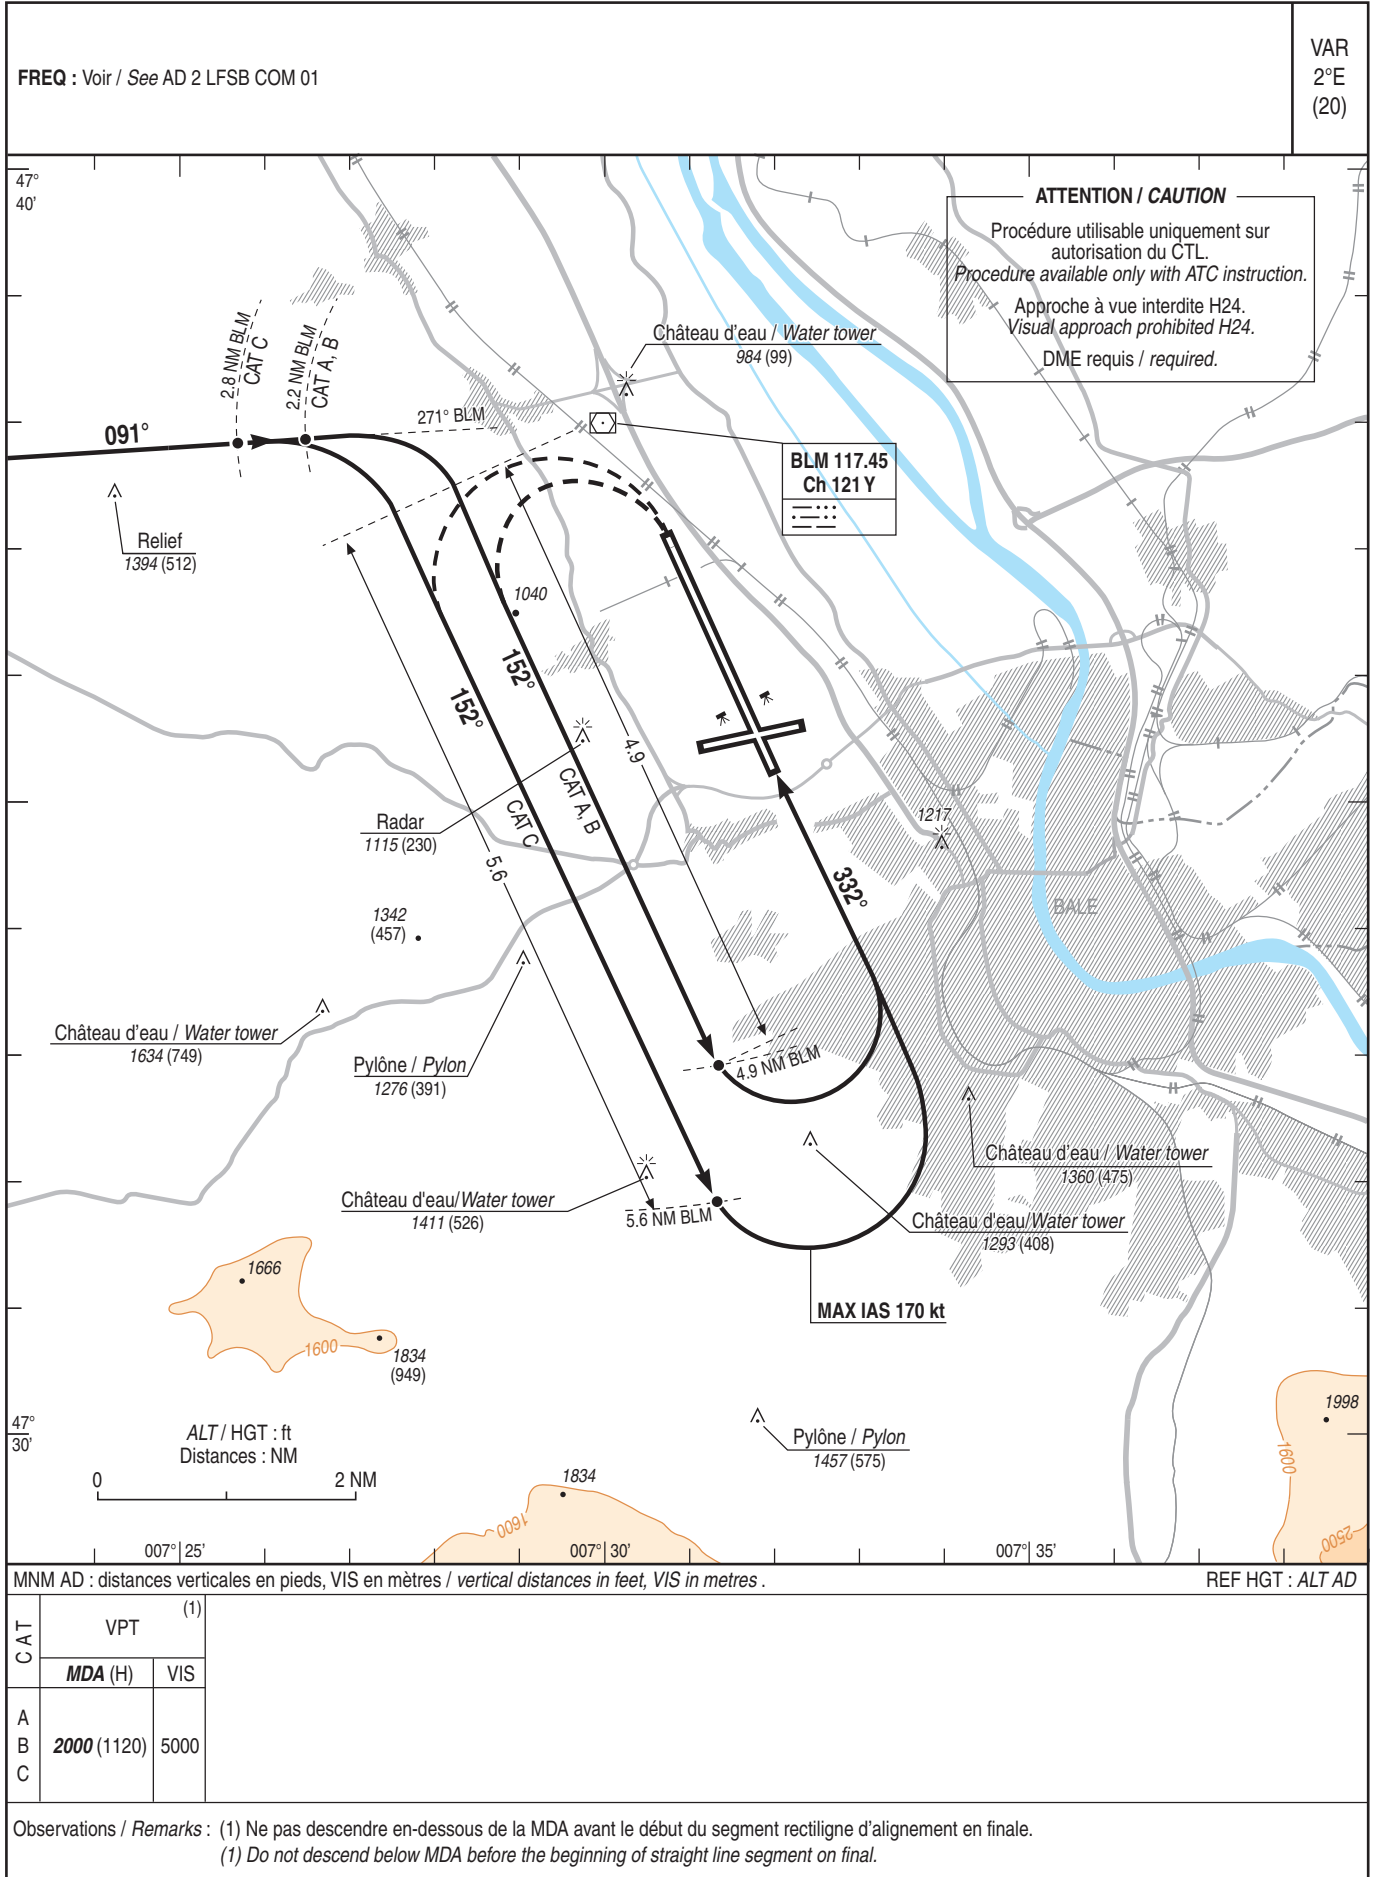 FREQ : Voir / See AD 2 LFSB COM 01
VAR
2°E
(20)
47°
40'
ATTENTION / CAUTION
Procédure utilisable uniquement sur
autorisation du CTL.
Procedure available only with ATC instruction.
Approche à vue interdite H24.
Visual approach prohibited H24.
DME requis / required.
2.8 NM BLM
CAT C
2.2 NM BLM
CAT A, B
Château d'eau / Water tower
984 (99)
091°
271° BLM
BLM 117.45
Ch 121 Y
Relief
1394 (512)
1040
152°
152°
4.9
CAT A, B
CAT C
Radar
1115 (230)
5.6
1217
332°
BALE
1342
(457)
Château d'eau / Water tower
1634 (749)
Pylône / Pylon
1276 (391)
4.9 NM BLM
Château d'eau / Water tower
1360 (475)
Château d'eau/Water tower
1411 (526)
5.6 NM BLM
Château d'eau/Water tower
1293 (408)
1666
MAX IAS 170 kt
1600
1834
(949)
1998
47°
30'
ALT / HGT : ft
Distances : NM
Pylône / Pylon
1457 (575)
1600
0
2 NM
1834
1600
2500
007° 25'
007° 30'
007° 35'
MNM AD : distances verticales en pieds, VIS en mètres / vertical distances in feet, VIS in metres .
REF HGT : ALT AD
CAT
VPT
(1)
MDA (H)
VIS
A
B
C
2000 (1120)
5000
Observations / Remarks : (1) Ne pas descendre en-dessous de la MDA avant le début du segment rectiligne d'alignement en finale.
(1) Do not descend below MDA before the beginning of straight line segment on final.